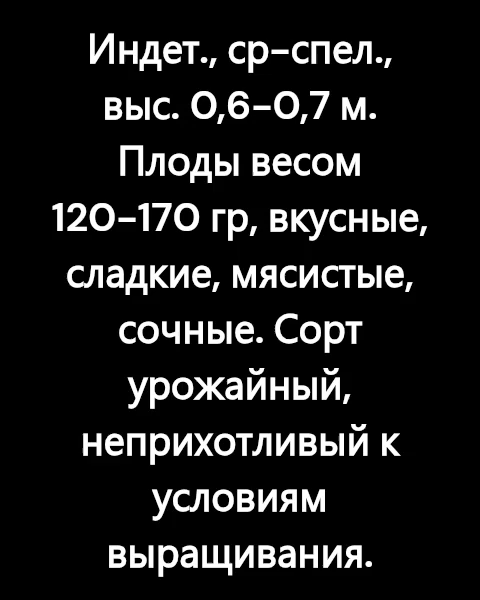 Индет., ср-спел.,
выс. 0,6-0,7 м.
Плоды весом
120-170 гр, вкусные,
сладкие, мясистые,
сочные. Сорт
урожайный,
неприхотливый к
условиям
выращивания.